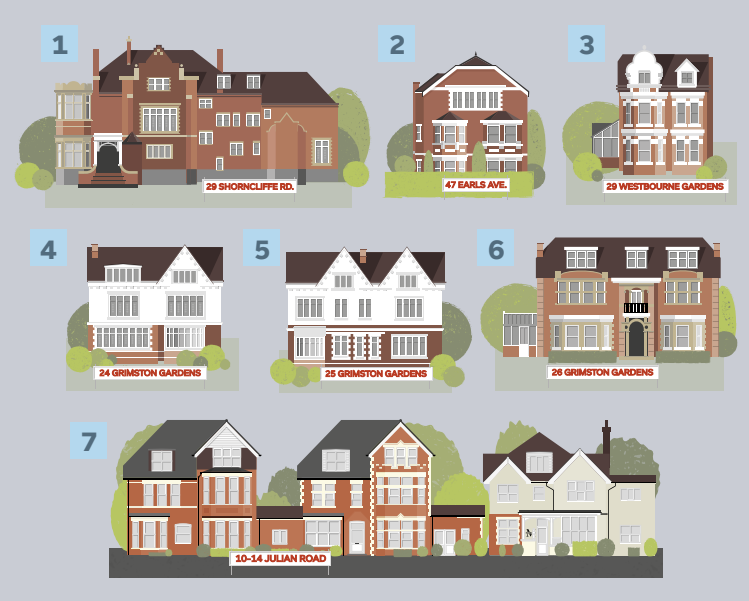 1
2
3
29 SHORNCLIFFE RD.
47 EARLS AVE.
29 WESTBOURNE GARDENS
4
5
6
24 GRIMSTON GARDENS
25 GRIMSTON GARDENS
26 GRIMSTON GARDENS
7
10-14 JULIAN ROAD